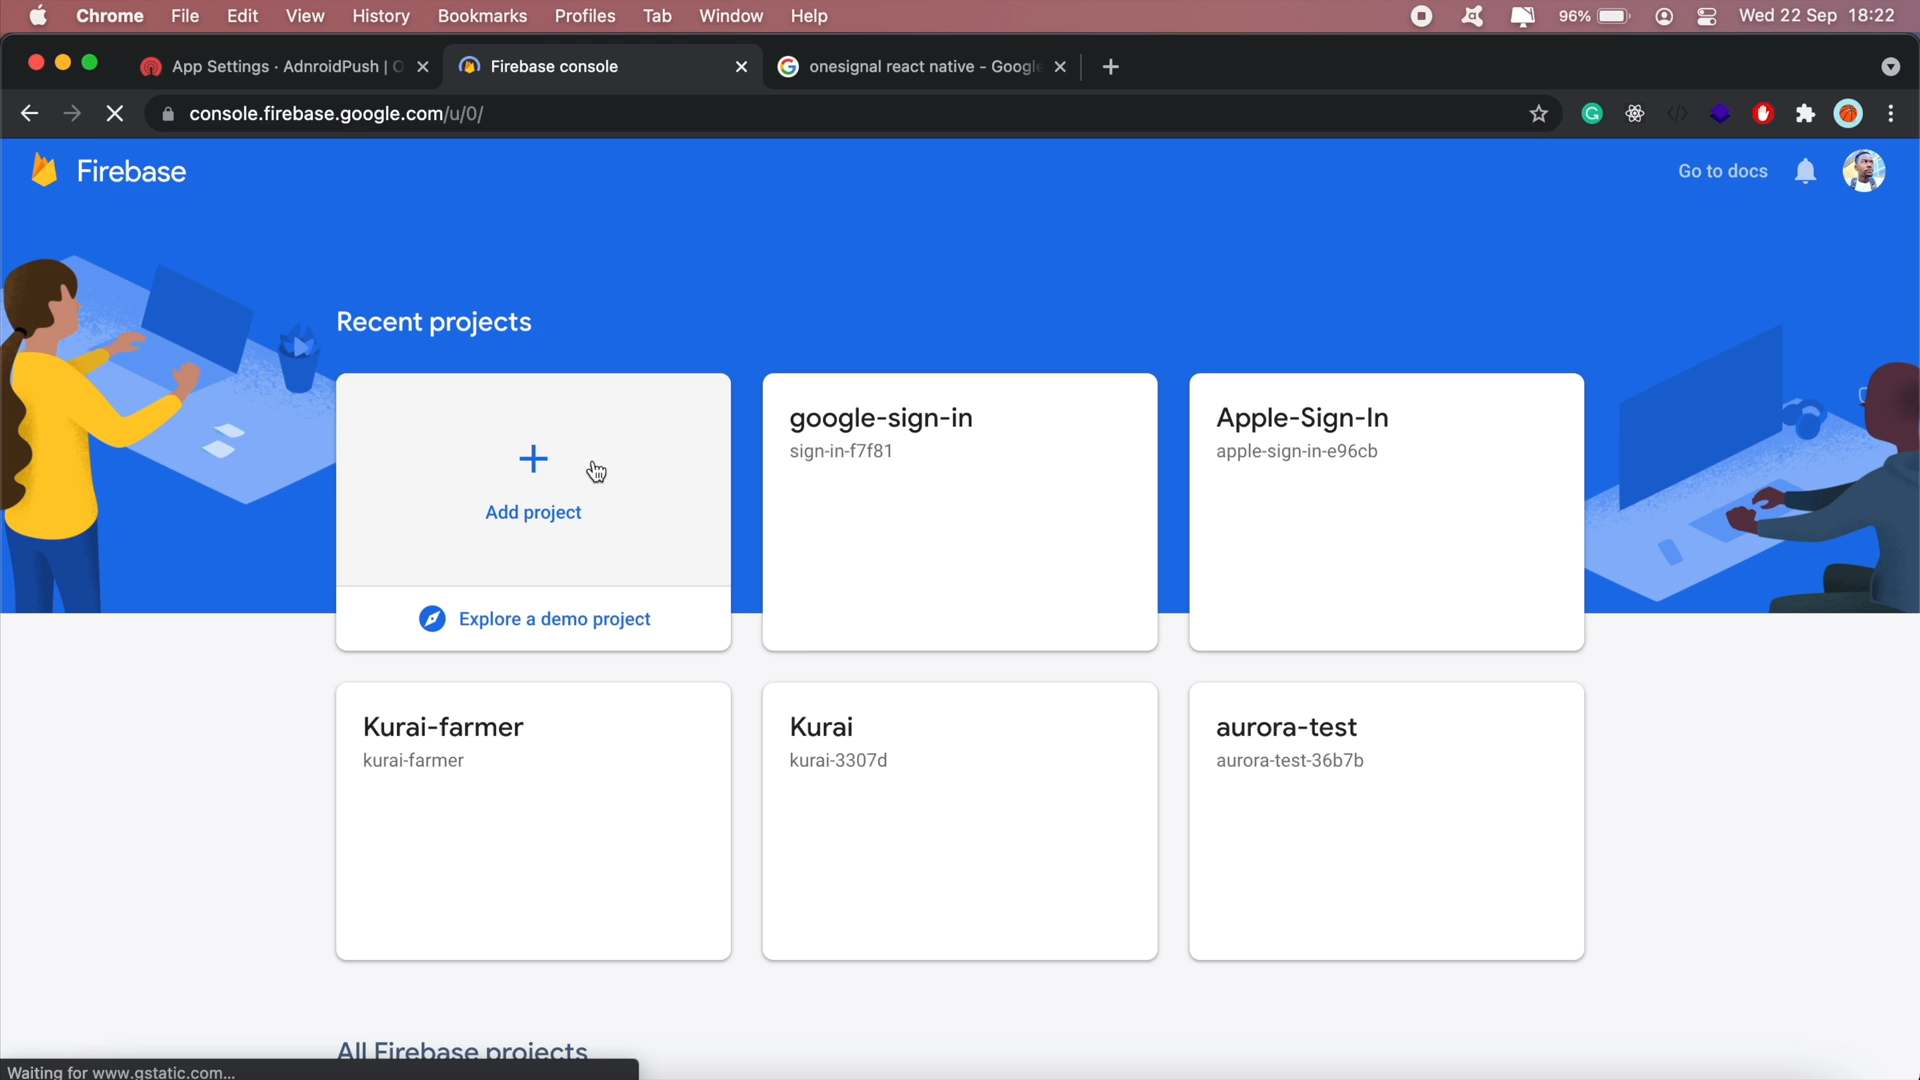 Chrome File Edit View History Bookmarks Profiles Tab Window Help 96% Wed 22 Sep 18:22
App Settings · AdnroidPush | O Firebase console onesignal react native - Google
console.firebase.google.com/u/0/
Firebase Go to docs
Recent projects
Add project
Explore a demo project
google-sign-in
sign-in-f7f81
Apple-Sign-In
apple-sign-in-e96cb
Kurai-farmer
kurai-farmer
Kurai
kurai-3307d
aurora-test
aurora-test-36b7b
All Firebase projects
Waiting for www.gstatic.com...